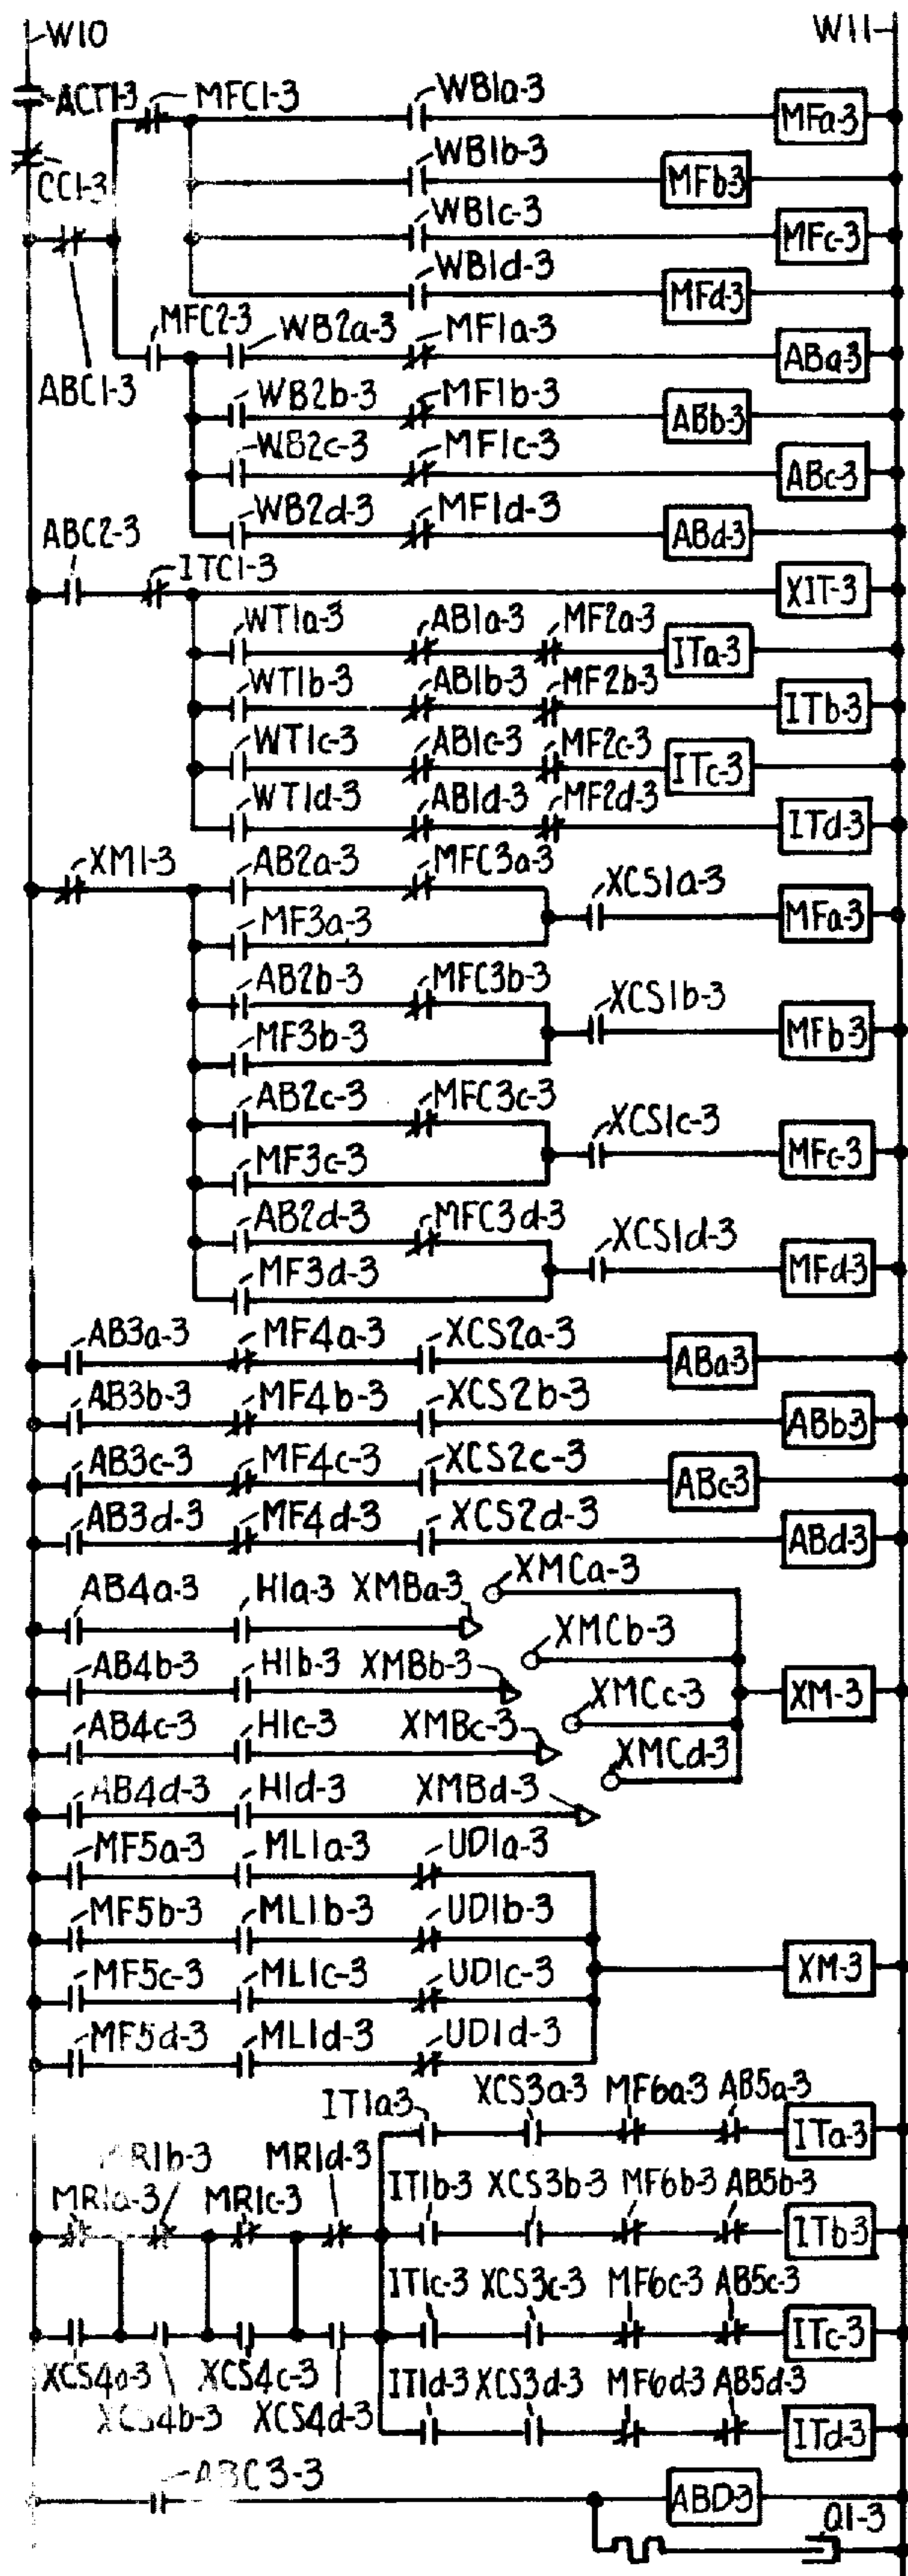 W10 W11
ACT1-3 MFC1-3 WB1a-3 MFa-3
CC1-3 WB1b-3 MFb-3
WB1c-3 MFc-3
WB1d-3 MFd-3
MFC2-3 WB2a-3 MF1a-3 ABa-3
ABC1-3 WB2b-3 MF1b-3 ABb-3
WB2c-3 MF1c-3 ABc-3
WB2d-3 MF1d-3 ABd-3
ABC2-3 ITC1-3 XIT-3
WT1a-3 AB1a-3 MF2a-3 ITa-3
WT1b-3 AB1b-3 MF2b-3 ITb-3
WT1c-3 AB1c-3 MF2c-3 ITc-3
WT1d-3 AB1d-3 MF2d-3 ITd-3
XM1-3 AB2a-3 MFC3a-3 XCS1a-3 MFa-3
MF3a-3
AB2b-3 MFC3b-3 XCS1b-3 MFb-3
MF3b-3
AB2c-3 MFC3c-3 XCS1c-3 MFc-3
MF3c-3
AB2d-3 MFC3d-3 XCS1d-3 MFd-3
MF3d-3
AB3a-3 MF4a-3 XCS2a-3 ABa-3
AB3b-3 MF4b-3 XCS2b-3 ABb3
AB3c-3 MF4c-3 XCS2c-3 ABc-3
AB3d-3 MF4d-3 XCS2d-3 ABd-3
AB4a-3 H1a-3 XMBa-3 XMCa-3
AB4b-3 H1b-3 XMBb-3 XMCb-3 XM-3
AB4c-3 H1c-3 XMBc-3 XMCc-3
AB4d-3 H1d-3 XMBd-3 XMCd-3
MF5a-3 ML1a-3 UD1a-3
MF5b-3 ML1b-3 UD1b-3
MF5c-3 ML1c-3 UD1c-3 XM-3
MF5d-3 ML1d-3 UD1d-3
IT1a3 XCS3a-3 MF6a-3 AB5a-3 ITa-3
MR1a-3 MR1b-3 MR1c-3 MR1d-3 IT1b-3 XCS3b-3 MF6b-3 AB5b-3 ITb-3
IT1c-3 XCS3c-3 MF6c-3 AB5c-3 ITc-3
XCS4a-3 XCS4b-3 XCS4c-3 XCS4d-3 IT1d-3 XCS3d-3 MF6d-3 AB5d-3 ITd-3
ABC3-3 ABD3
Q1-3